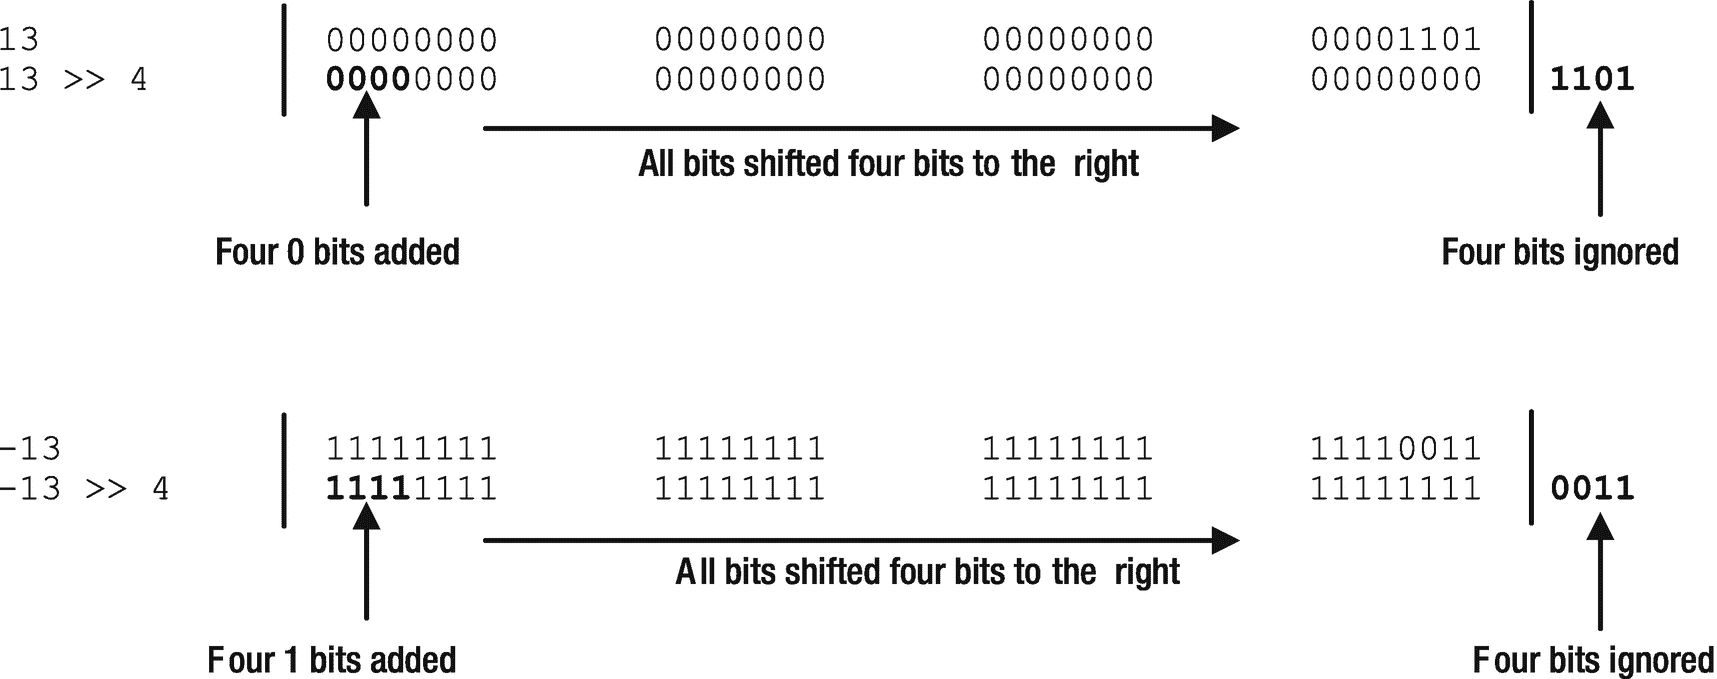 13 00000000 00000000 00000000 00001101
13 >> 4 00000000 00000000 00000000 00000000 1101
All bits shifted four bits to the right
Four 0 bits added Four bits ignored
-13 11111111 11111111 11111111 11110011
-13 >> 4 11111111 11111111 11111111 11111111 0011
All bits shifted four bits to the right
Four 1 bits added Four bits ignored